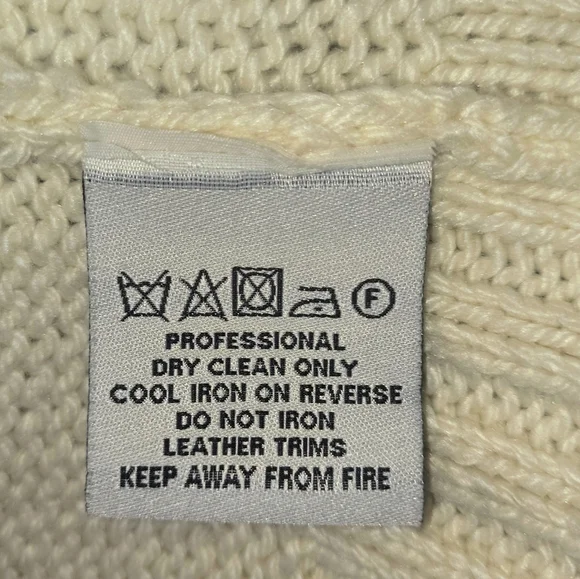 F
PROFESSIONAL
DRY CLEAN ONLY
COOL IRON ON REVERSE
DO NOT IRON
LEATHER TRIMS
KEEP AWAY FROM FIRE